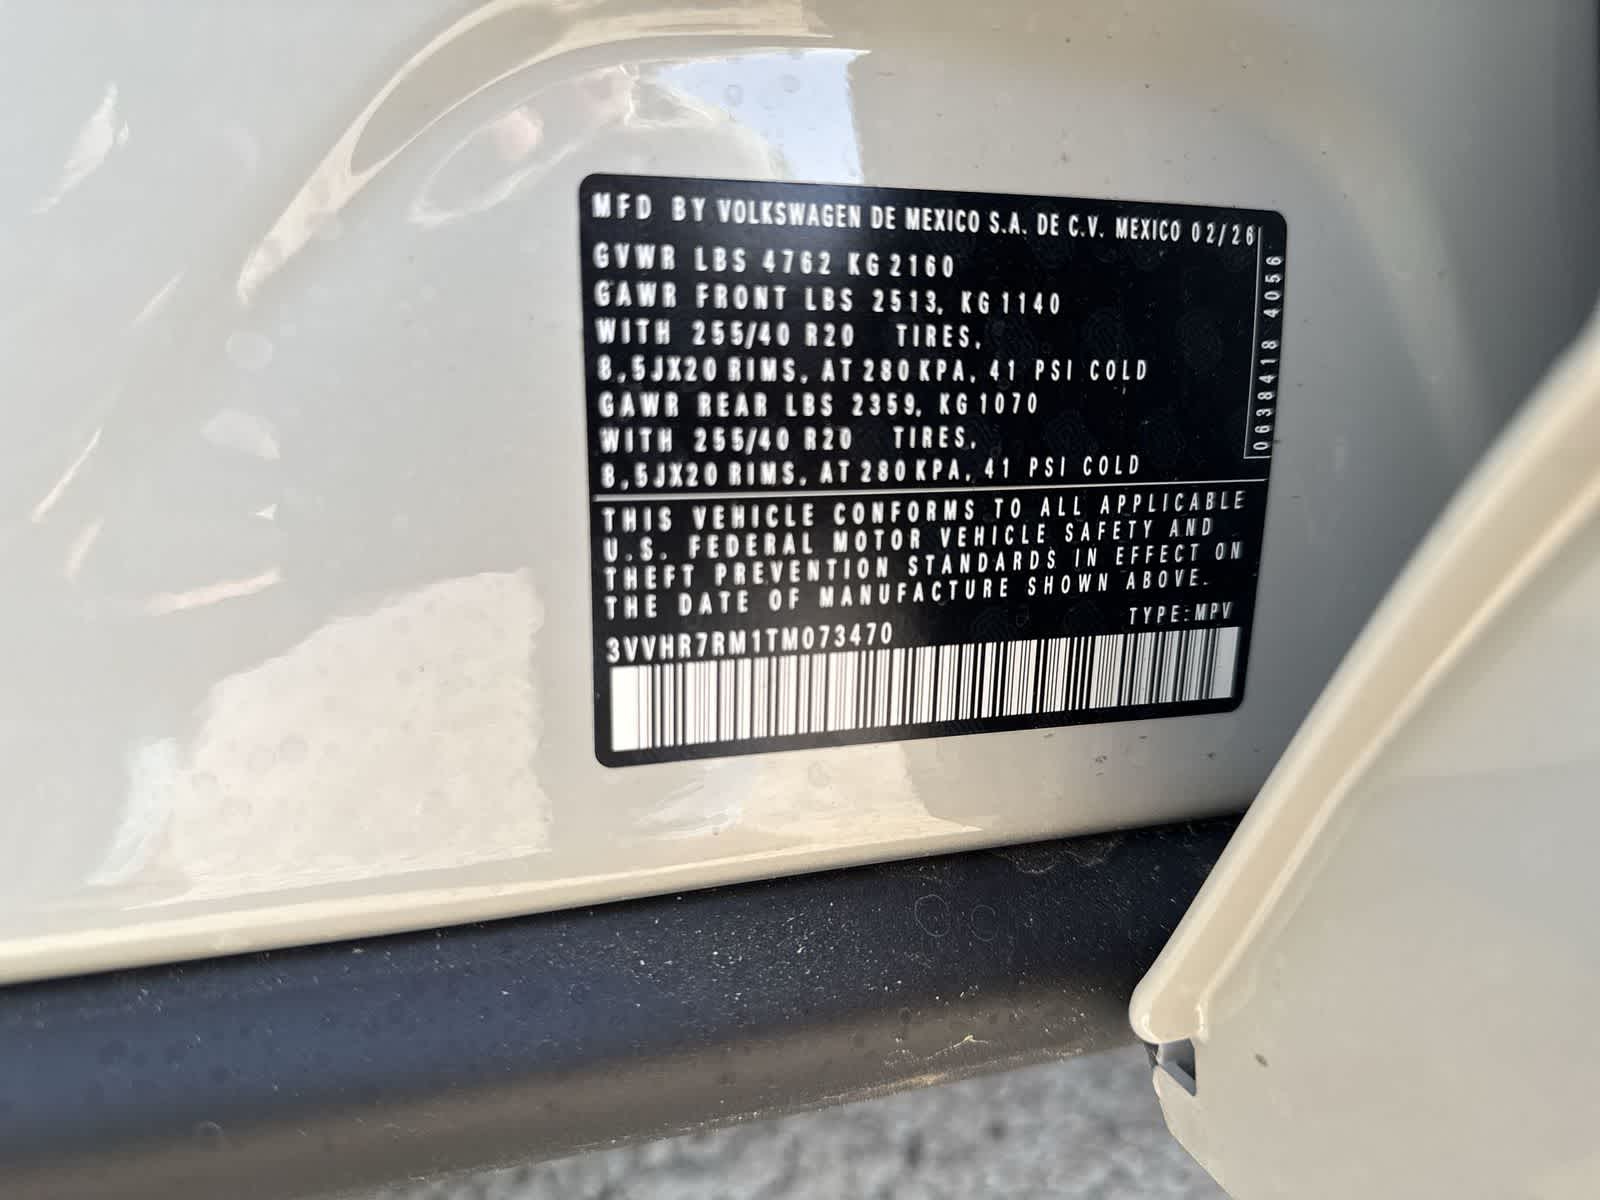 MFD BY VOLKSWAGEN DE MEXICO S.A. DE C.V. MEXICO 02/26
GVWR LBS 4762 KG 2160
GAWR FRONT LBS 2513, KG 1140
WITH 255/40 R20 TIRES,
8,5JX20 RIMS, AT 280 KPA, 41 PSI COLD
GAWR REAR LBS 2359, KG 1070
WITH 255/40 R20 TIRES,
8,5JX20 RIMS, AT 280 KPA, 41 PSI COLD
0638418 4056
THIS VEHICLE CONFORMS TO ALL APPLICABLE
U.S. FEDERAL MOTOR VEHICLE SAFETY AND
THEFT PREVENTION STANDARDS IN EFFECT ON
THE DATE OF MANUFACTURE SHOWN ABOVE.
TYPE:MPV
3VVHR7RM1TM073470